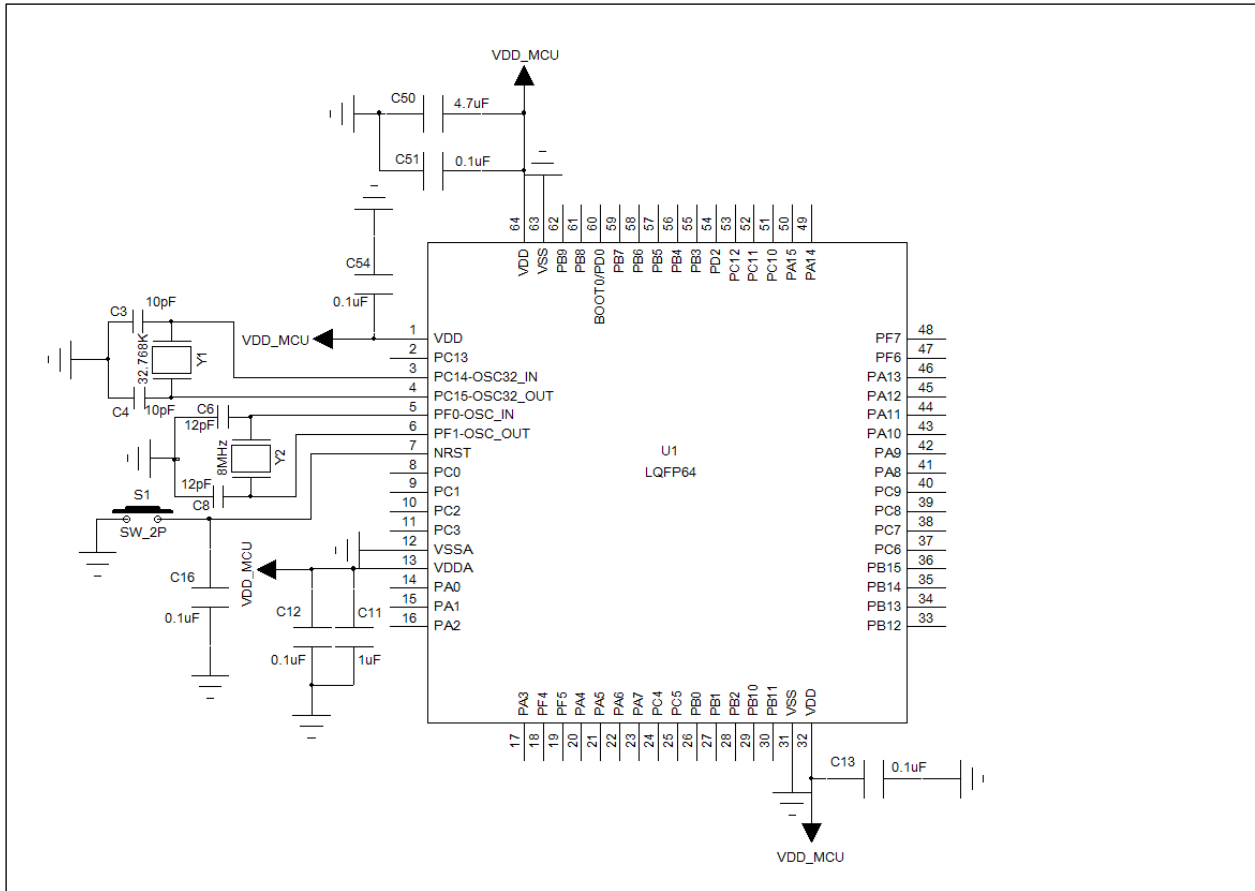 VDD_MCU
C50
4.7uF
C51
0.1uF
64
63
62
61
60
59
58
57
56
55
54
53
52
51
50
49
VDD
VSS
PB9
PB8
BOOT0/PD0
PB7
PB6
PB5
PB4
PB3
PD2
PC12
PC11
PC10
PA15
PA14
C54
0.1uF
VDD_MCU
C3
10pF
32.768K
Y1
C4
10pF
C6
12pF
8MHz
Y2
12pF
C8
S1
SW_2P
C16
0.1uF
VDD_MCU
C12
C11
0.1uF
1uF
1 VDD
2 PC13
3 PC14-OSC32_IN
4 PC15-OSC32_OUT
5 PF0-OSC_IN
6 PF1-OSC_OUT
7 NRST
8 PC0
9 PC1
10 PC2
11 PC3
12 VSSA
13 VDDA
14 PA0
15 PA1
16 PA2
U1
LQFP64
PF7 48
PF6 47
PA13 46
PA12 45
PA11 44
PA10 43
PA9 42
PA8 41
PC9 40
PC8 39
PC7 38
PC6 37
PB15 36
PB14 35
PB13 34
PB12 33
PA3
PF4
PF5
PA4
PA5
PA6
PA7
PC4
PC5
PB0
PB1
PB2
PB10
PB11
VSS
VDD
17
18
19
20
21
22
23
24
25
26
27
28
29
30
31
32
C13
0.1uF
VDD_MCU